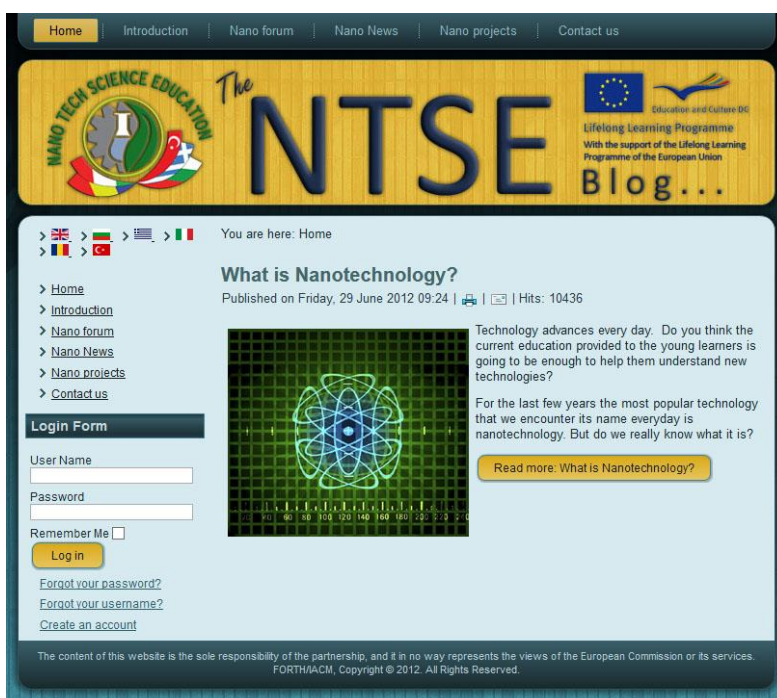 Home
Introduction
Nano forum
Nano News
Nano projects
Contact us
NANO TECH SCIENCE EDUCATION
The
NTSE
Education and Culture DG
Lifelong Learning Programme
With the support of the Lifelong Learning
Programme of the European Union
Blog...
You are here: Home
Home
Introduction
Nano forum
Nano News
Nano projects
Contact us
Login Form
User Name
Password
Remember Me
Log in
Forgot your password?
Forgot your username?
Create an account
What is Nanotechnology?
Published on Friday, 29 June 2012 09:24 | | | Hits: 10436
60 80 100 120 140 160 180
Technology advances every day. Do you think the
current education provided to the young learners is
going to be enough to help them understand new
technologies?
For the last few years the most popular technology
that we encounter its name everyday is
nanotechnology. But do we really know what it is?
Read more: What is Nanotechnology?
The content of this website is the sole responsibility of the partnership, and it in no way represents the views of the European Commission or its services.
FORTH/IACM, Copyright © 2012. All Rights Reserved.